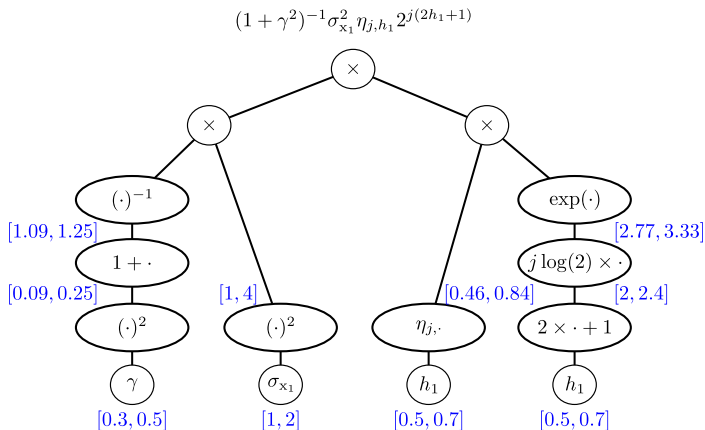 (1 + γ²)⁻¹σ²ₓ₁η_{j,h₁}2^{j(2h₁+1)}
×
× ×
(·)⁻¹ exp(·)
[1.09, 1.25] [2.77, 3.33]
1 + · j log(2) × ·
[0.09, 0.25] [1, 4] [0.46, 0.84] [2, 2.4]
(·)² (·)² η_{j,·} 2 × · + 1
γ σₓ₁ h₁ h₁
[0.3, 0.5] [1, 2] [0.5, 0.7] [0.5, 0.7]